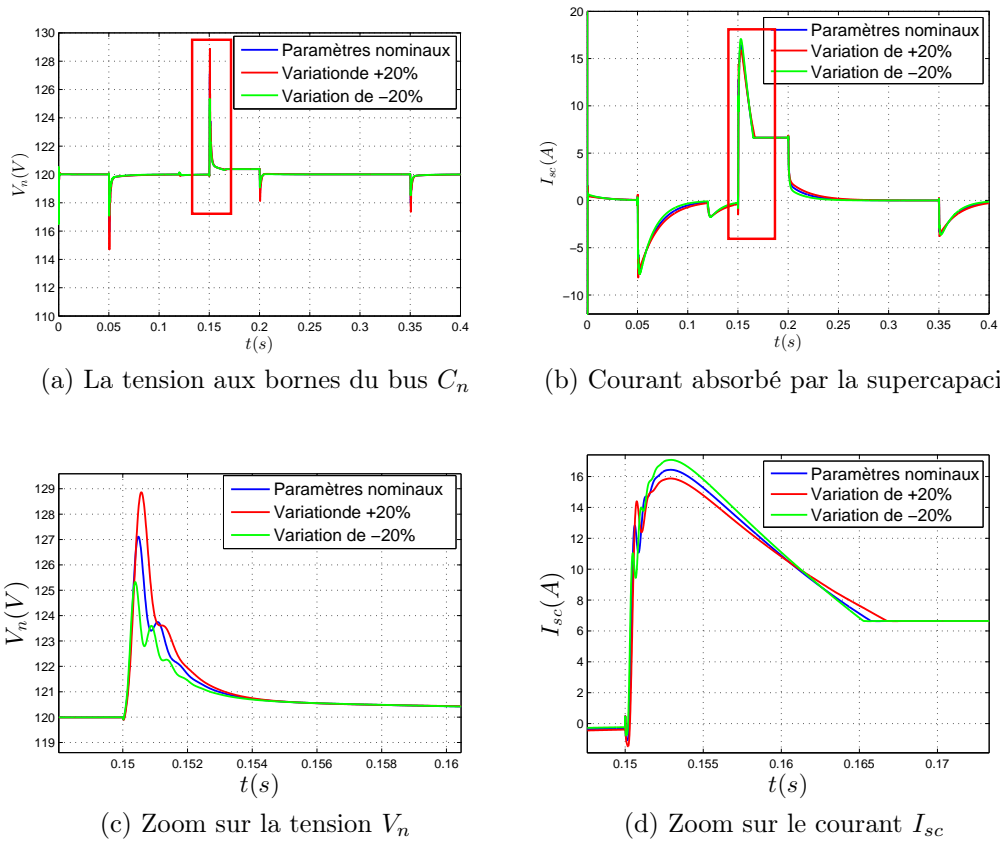 130
128
126
124
122
120
118
116
114
112
110
V_n(V)
0 0.05 0.1 0.15 0.2 0.25 0.3 0.35 0.4
t(s)
Paramètres nominaux
Variationde +20%
Variation de −20%
(a) La tension aux bornes du bus C_n
20
15
10
5
0
−5
−10
I_sc(A)
0 0.05 0.1 0.15 0.2 0.25 0.3 0.35 0.4
t(s)
Paramètres nominaux
Variation de +20%
Variation de −20%
(b) Courant absorbé par la supercapaci
129
128
127
126
125
124
123
122
121
120
119
V_n(V)
0.15 0.152 0.154 0.156 0.158 0.16
t(s)
Paramètres nominaux
Variationde +20%
Variation de −20%
(c) Zoom sur la tension V_n
16
14
12
10
8
6
4
2
0
I_sc(A)
0.15 0.155 0.16 0.165 0.17
t(s)
Paramètres nominaux
Variation de +20%
Variation de −20%
(d) Zoom sur le courant I_sc